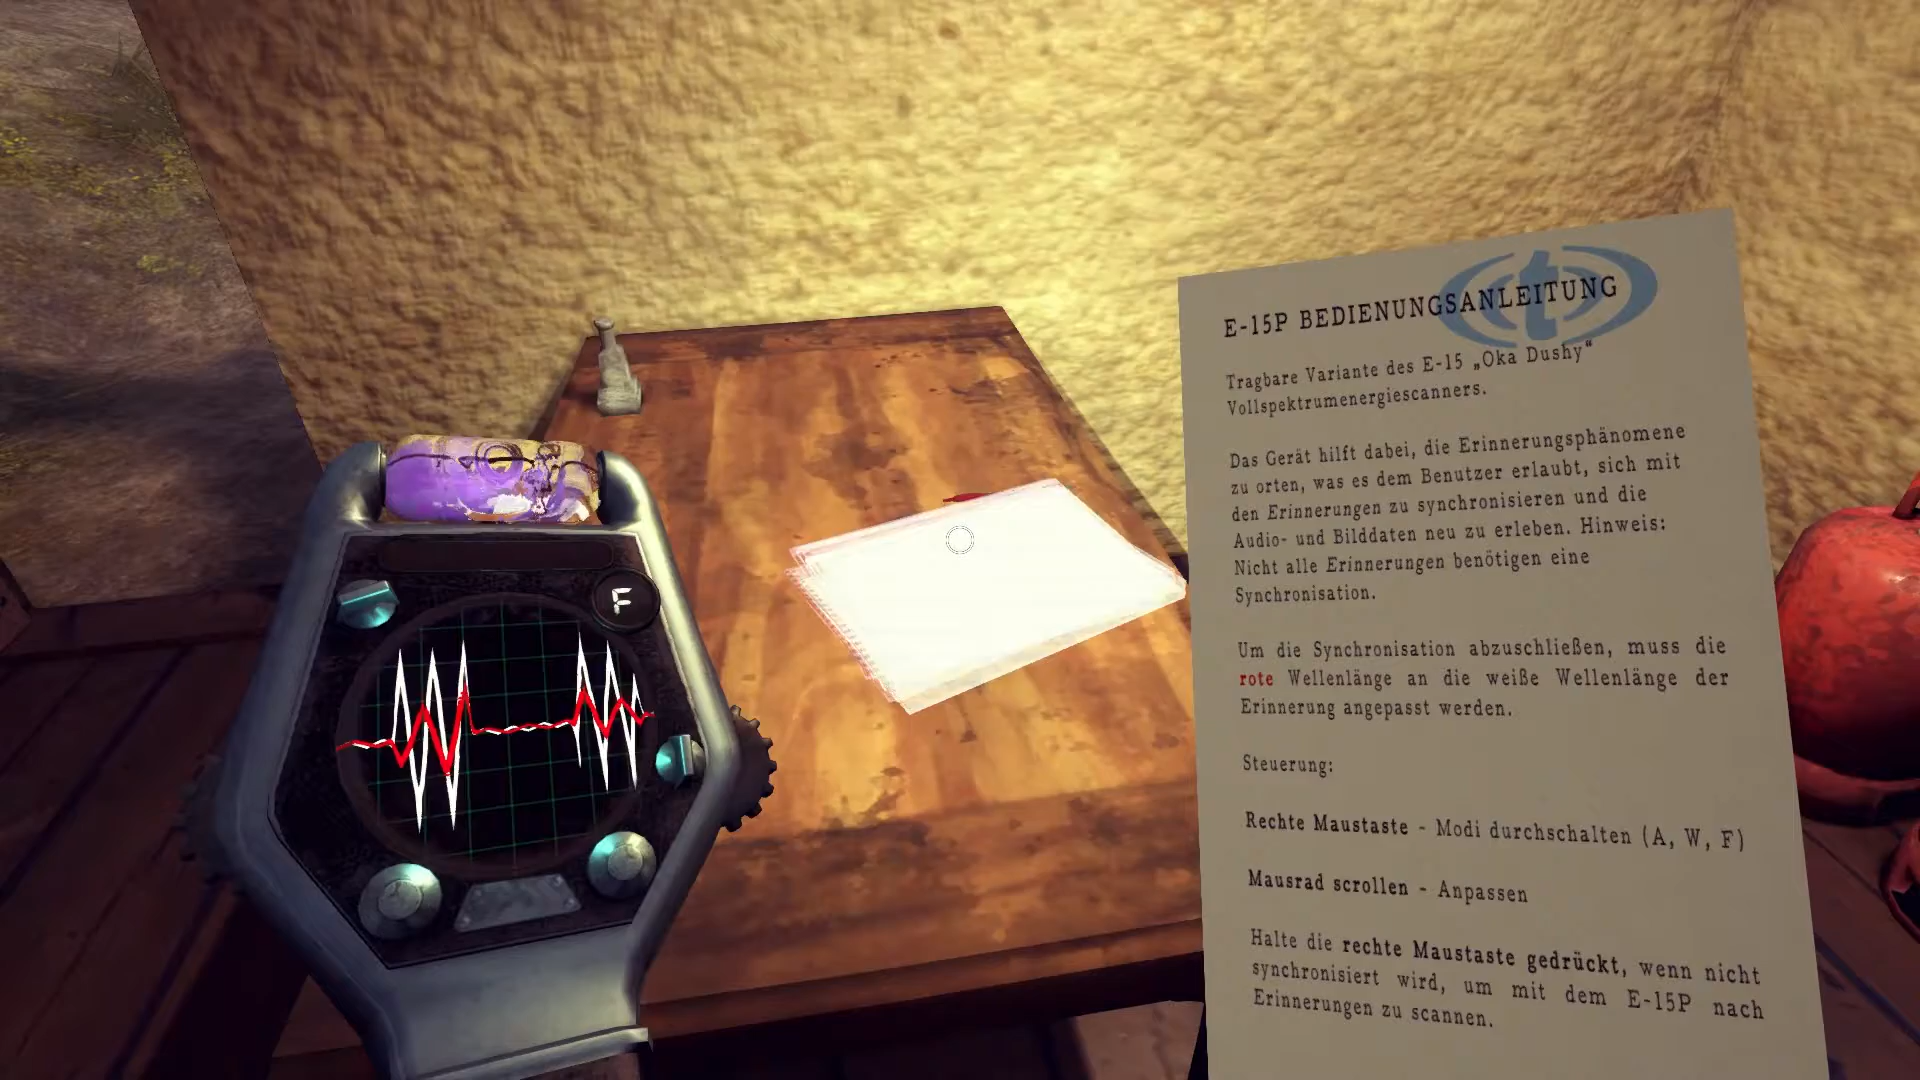 F
E-15P BEDIENUNGSANLEITUNG
Tragbare Variante des E-15 „Oka Dushy“
Vollspektrumenergiescanners.
Das Gerät hilft dabei, die Erinnerungsphänomene
zu orten, was es dem Benutzer erlaubt, sich mit
den Erinnerungen zu synchronisieren und die
Audio- und Bilddaten neu zu erleben. Hinweis:
Nicht alle Erinnerungen benötigen eine
Synchronisation.
Um die Synchronisation abzuschließen, muss die
rote Wellenlänge an die weiße Wellenlänge der
Erinnerung angepasst werden.
Steuerung:
Rechte Maustaste - Modi durchschalten (A, W, F)
Mausrad scrollen - Anpassen
Halte die rechte Maustaste gedrückt, wenn nicht
synchronisiert wird, um mit dem E-15P nach
Erinnerungen zu scannen.